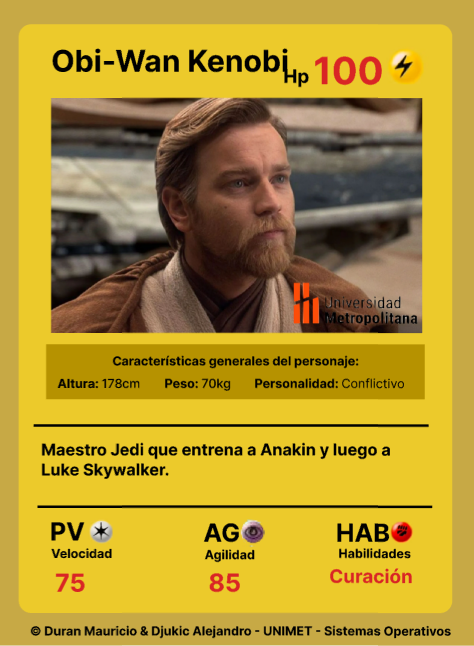 Obi-Wan Kenobi
Hp 100
Universidad
Metropolitana
Características generales del personaje:
Altura: 178cm Peso: 70kg Personalidad: Conflictivo
Maestro Jedi que entrena a Anakin y luego a
Luke Skywalker.
PV AG HAB
Velocidad Agilidad Habilidades
75 85 Curación
© Duran Mauricio & Djukic Alejandro - UNIMET - Sistemas Operativos